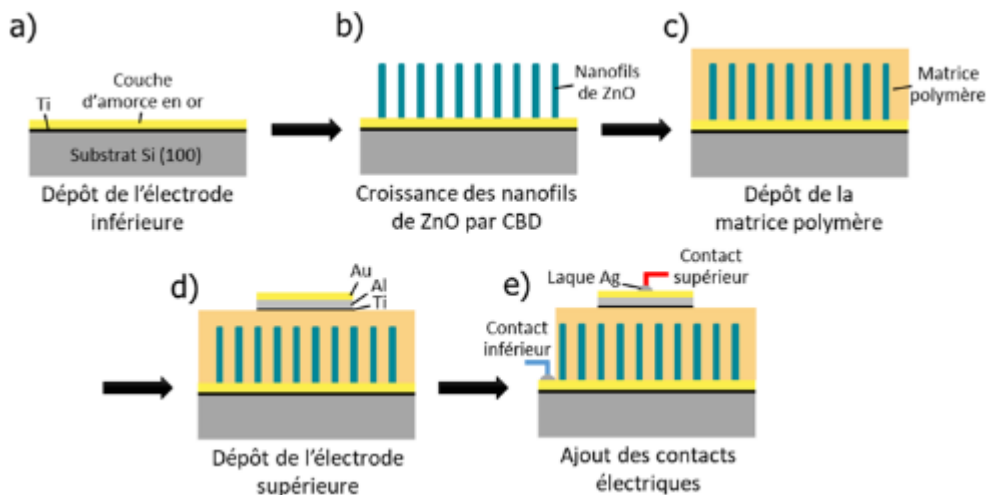 a)
Couche
d'amorce en or
Ti
Substrat Si (100)
Dépôt de l'électrode
inférieure
b)
Nanofils
de ZnO
Croissance des nanofils
de ZnO par CBD
c)
Matrice
polymère
Dépôt de la
matrice polymère
d)
Au
Al
Ti
Dépôt de l'électrode
supérieure
e)
Contact
supérieur
Laque Ag
Contact
inférieur
Ajout des contacts
électriques